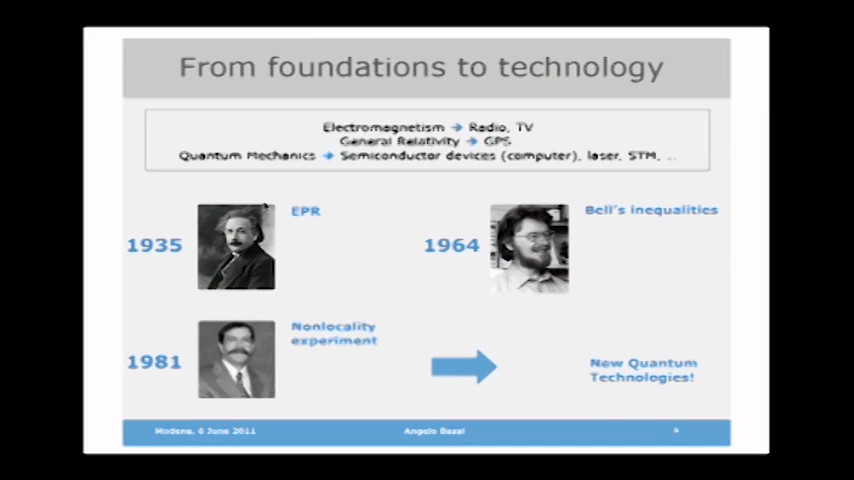 From foundations to technology
Electromagnetism → Radio, TV
General Relativity → GPS
Quantum Mechanics → Semiconductor devices (computer), laser, STM, ...
1935
EPR
1964
Bell's inequalities
1981
Nonlocality
experiment
New Quantum
Technologies!
Modena, 6 June 2011
Angelo Bassi